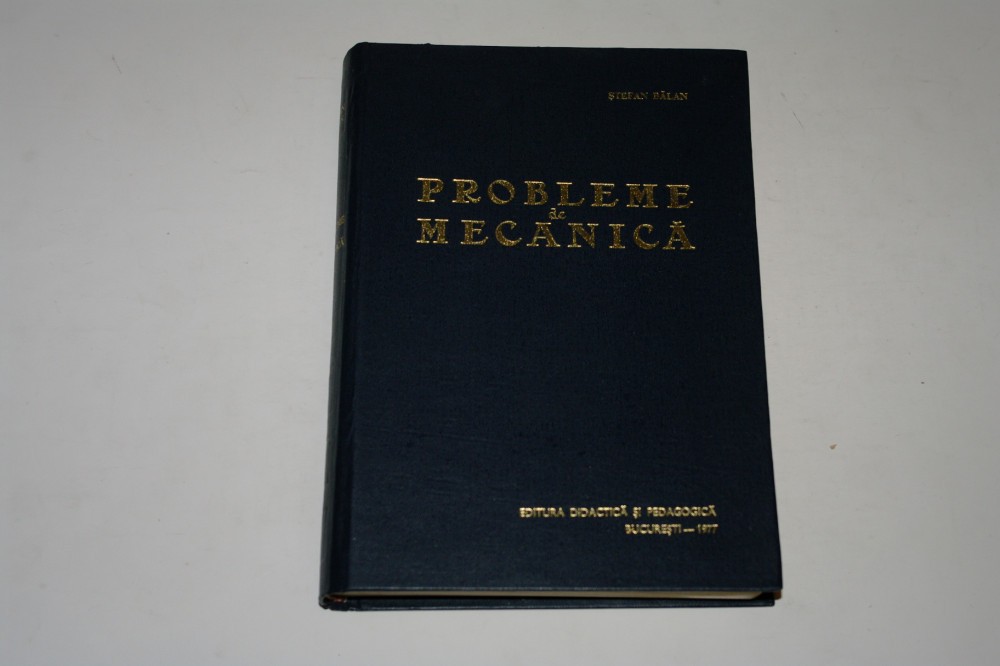 ȘTEFAN BĂLAN
PROBLEME
de
MECANICĂ
EDITURA DIDACTICĂ ȘI PEDAGOGICĂ
BUCUREȘTI — 1977